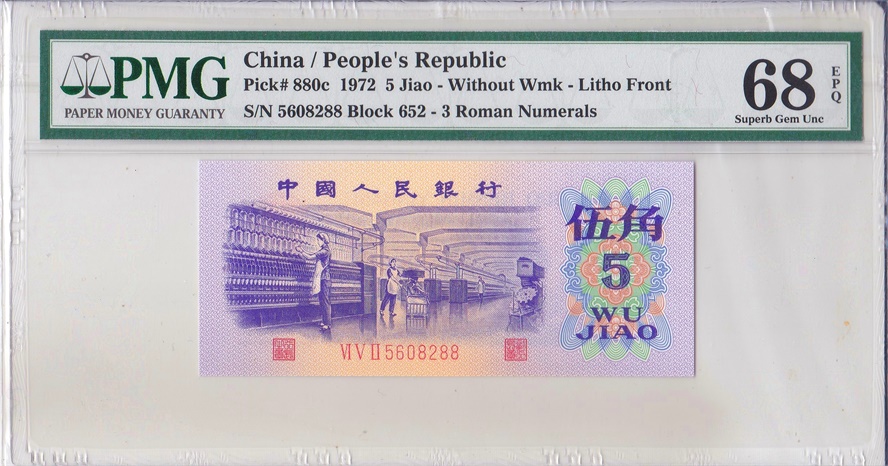 PMG
PAPER MONEY GUARANTY
China / People's Republic
Pick# 880c 1972 5 Jiao - Without Wmk - Litho Front
S/N 5608288 Block 652 - 3 Roman Numerals
68
EPQ
Superb Gem Unc
中國人民銀行
伍角
5
WU
JIAO
VI V II 5608288